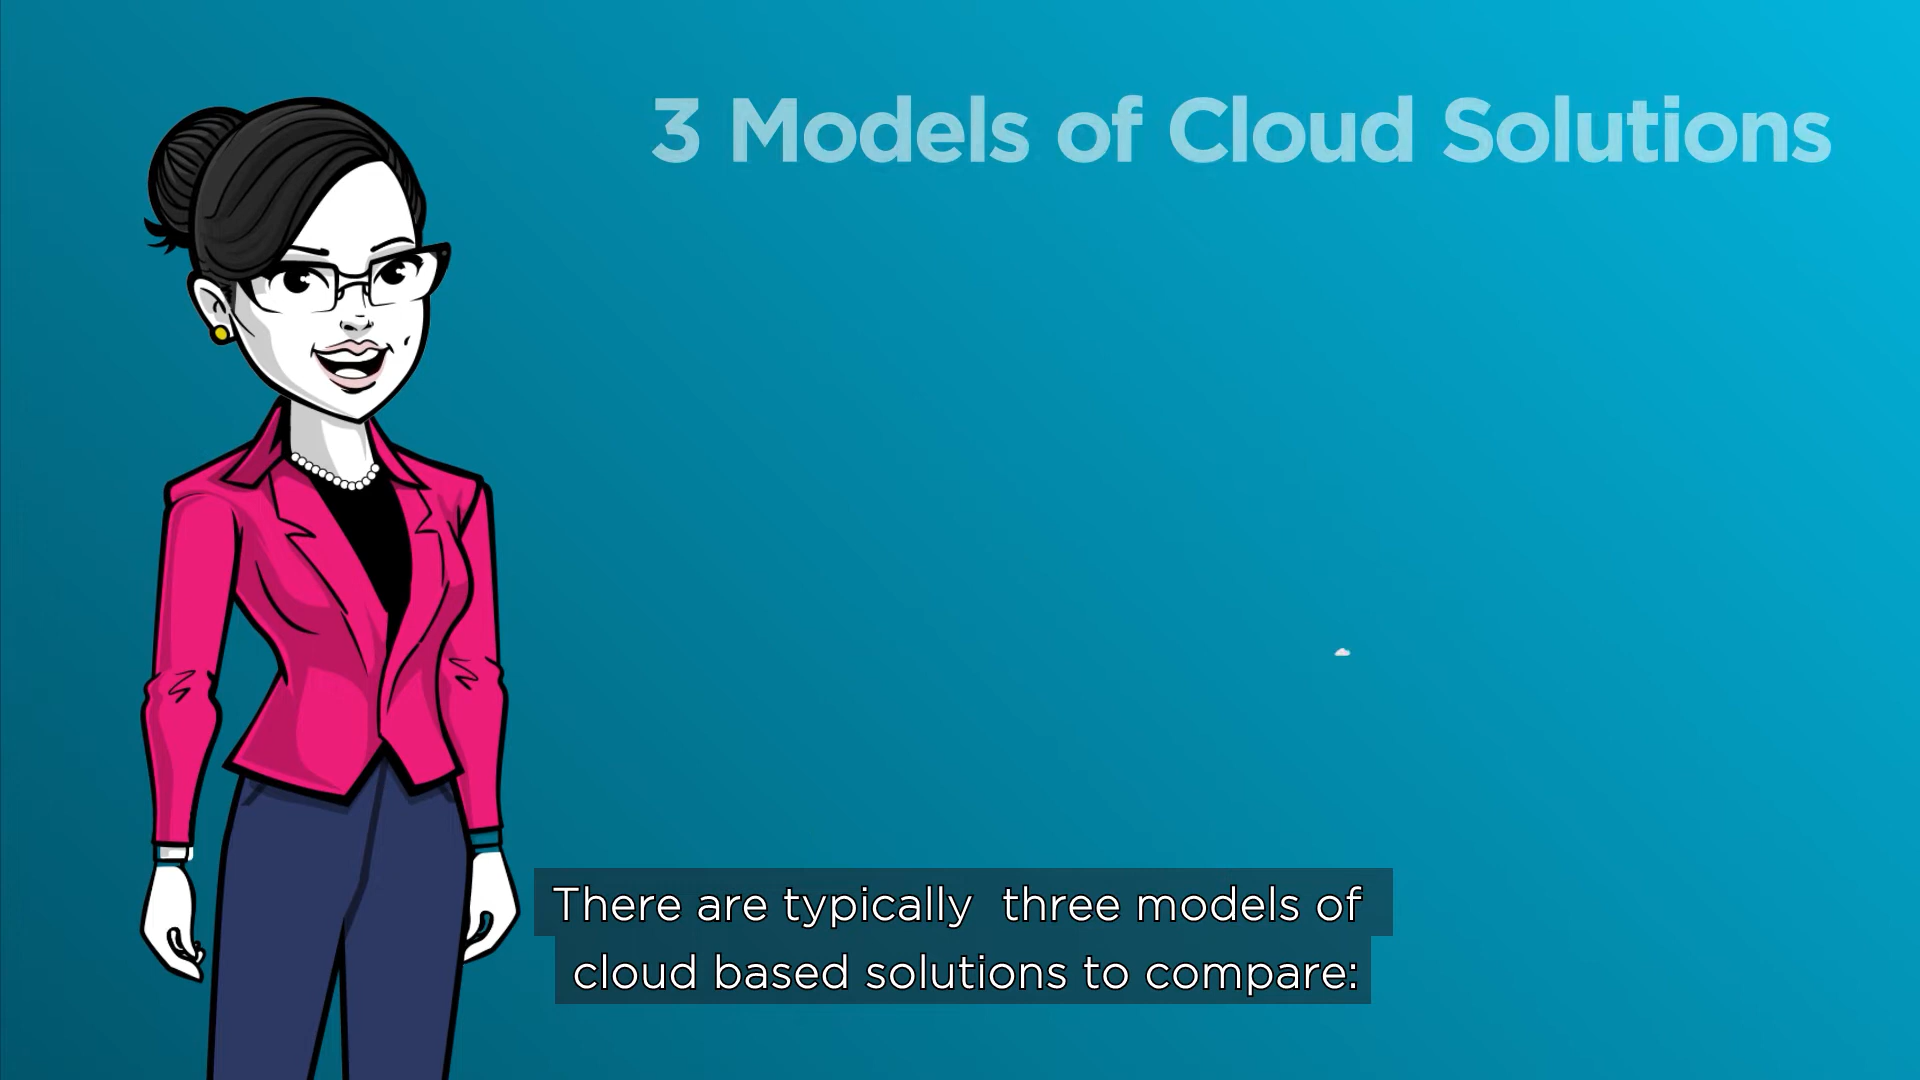 3 Models of Cloud Solutions
There are typically  three models of
cloud based solutions to compare: